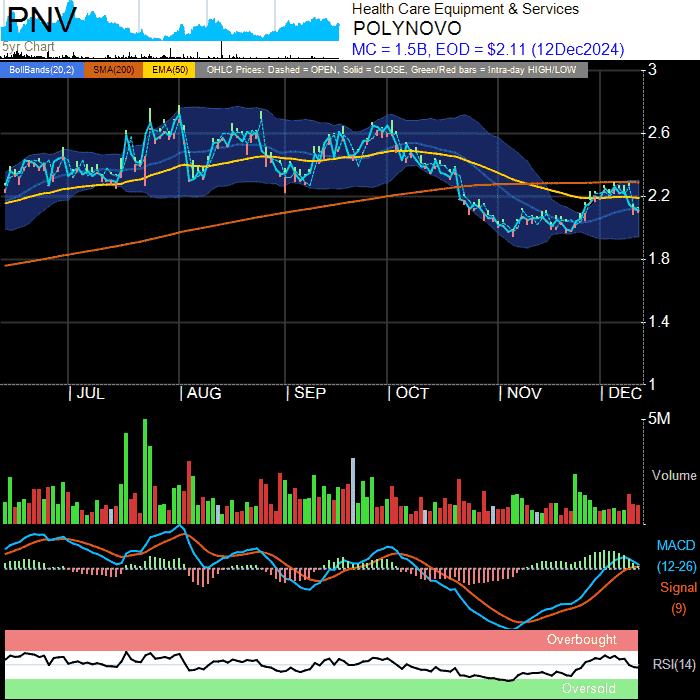 PNV
5yr Chart
Health Care Equipment & Services
POLYNOVO
MC = 1.5B, EOD = $2.11 (12Dec2024)
BollBands(20,2) SMA(200) EMA(50) OHLC Prices: Dashed = OPEN, Solid = CLOSE, Green/Red bars = Intra-day HIGH/LOW
3
2.6
2.2
1.8
1.4
1
| JUL | AUG | SEP | OCT | NOV | DEC
5M
Volume
MACD
(12-26)
Signal
(9)
Overbought
RSI(14)
Oversold